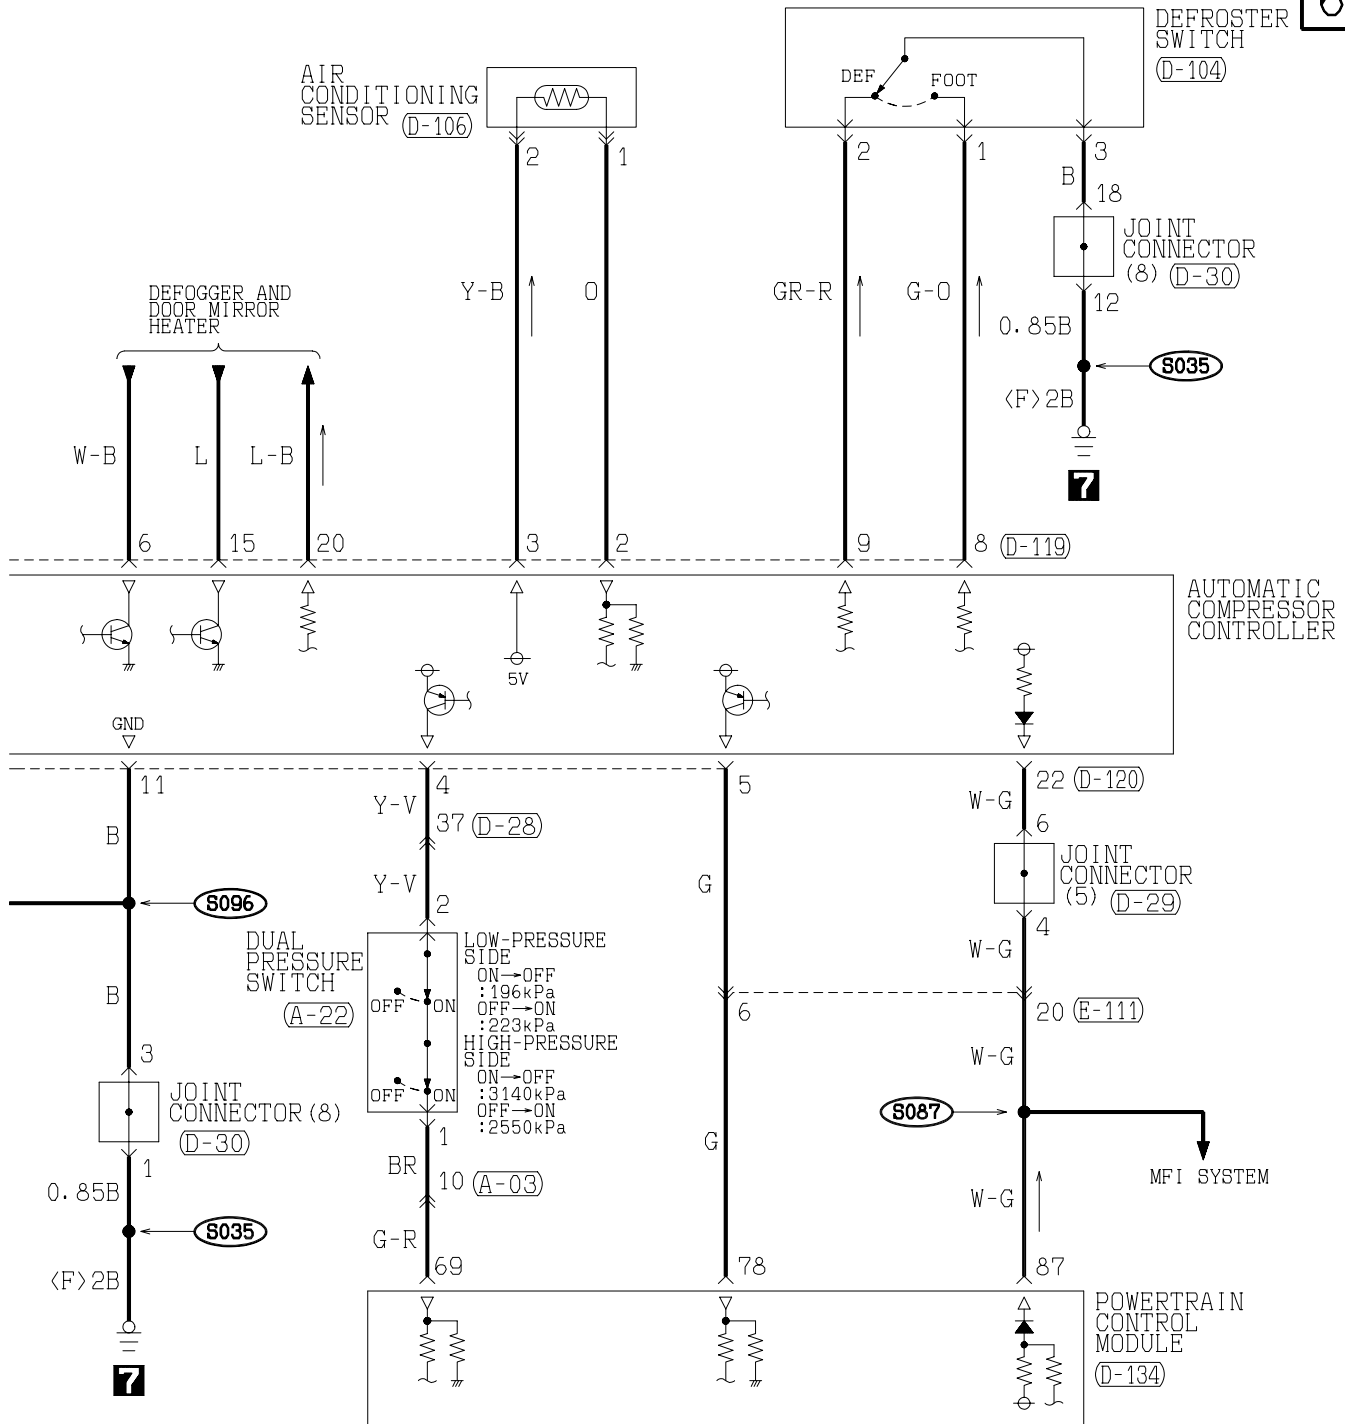 DEFROSTER
SWITCH
(D-104)
AIR
CONDITIONING
SENSOR (D-106)
DEF
FOOT
2
1
2
1
3
B
18
JOINT
CONNECTOR
(8) (D-30)
12
Y-B
O
GR-R
G-O
0.85B
S035
<F>2B
7
DEFOGGER AND
DOOR MIRROR
HEATER
W-B
L
L-B
6
15
20
3
2
9
8 (D-119)
AUTOMATIC
COMPRESSOR
CONTROLLER
5V
GND
11
4
5
22 (D-120)
Y-V
37 (D-28)
W-G
6
B
Y-V
G
JOINT
CONNECTOR
(5) (D-29)
S096
2
4
DUAL
PRESSURE
SWITCH
(A-22)
LOW-PRESSURE
SIDE
ON→OFF
:196kPa
OFF→ON
:223kPa
HIGH-PRESSURE
SIDE
ON→OFF
:3140kPa
OFF→ON
:2550kPa
OFF
ON
OFF
ON
W-G
B
6
20 (E-111)
3
W-G
JOINT
CONNECTOR(8)
(D-30)
S087
1
1
G
BR
10 (A-03)
MFI SYSTEM
0.85B
W-G
S035
G-R
<F>2B
69
78
87
7
POWERTRAIN
CONTROL
MODULE
(D-134)